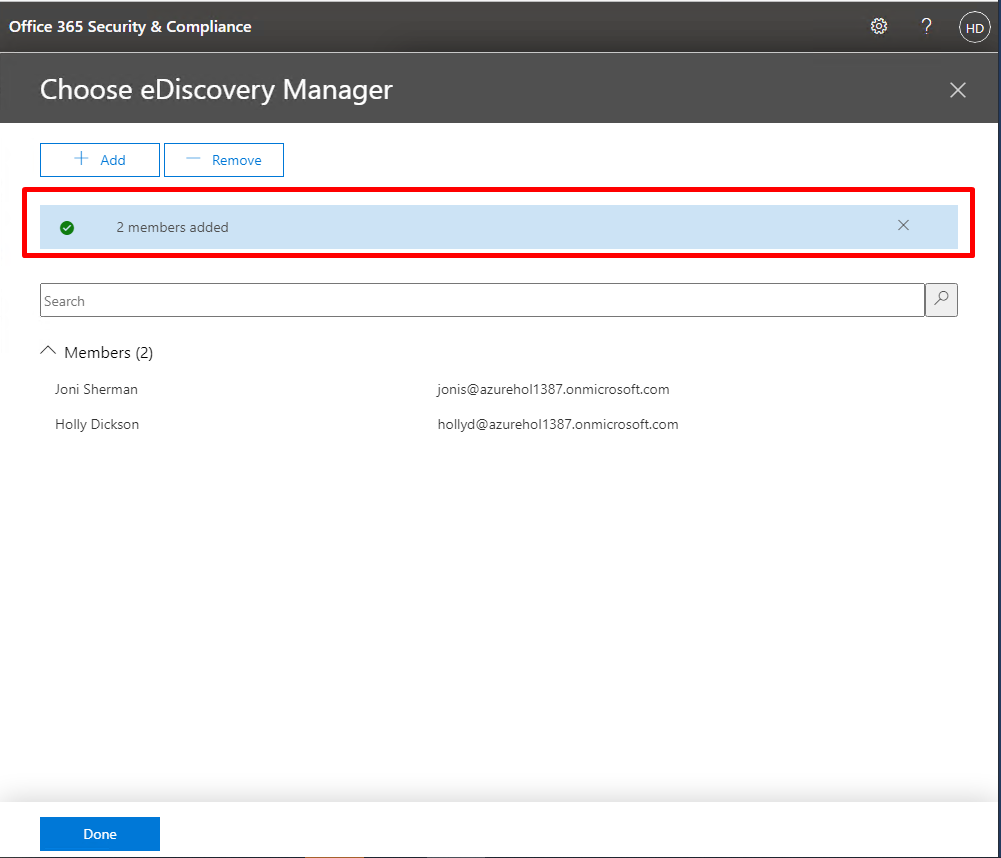 Office 365 Security & Compliance
? HD
Choose eDiscovery Manager
Add Remove
2 members added
Search
Members (2)
Joni Sherman jonis@azurehol1387.onmicrosoft.com
Holly Dickson hollyd@azurehol1387.onmicrosoft.com
Done